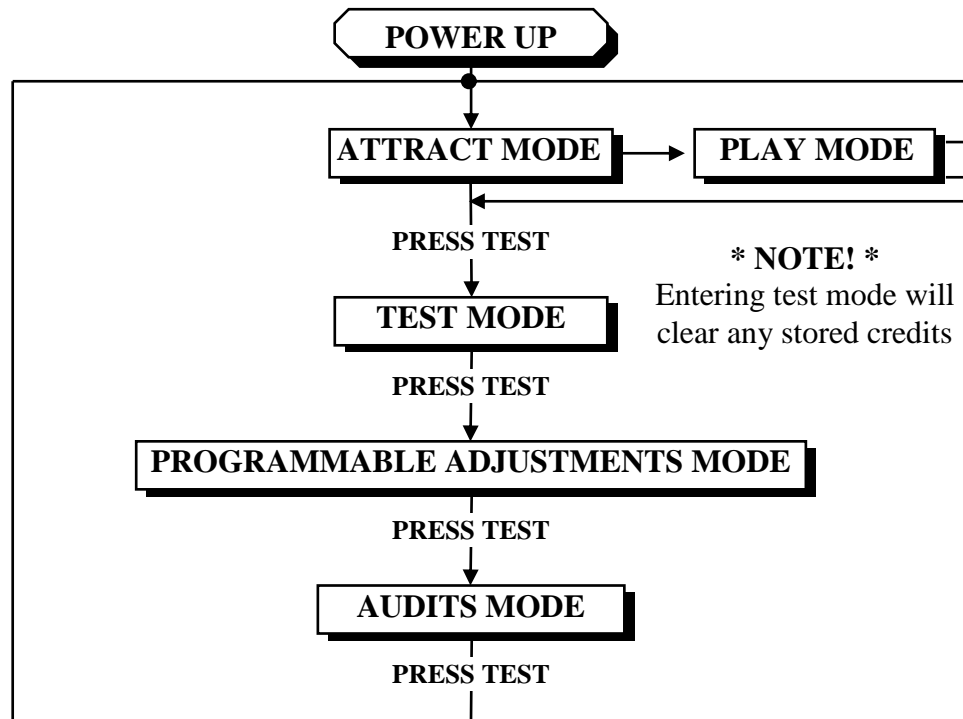 POWER UP
ATTRACT MODE
PLAY MODE
PRESS TEST
* NOTE! *
Entering test mode will
clear any stored credits
TEST MODE
PRESS TEST
PROGRAMMABLE ADJUSTMENTS MODE
PRESS TEST
AUDITS MODE
PRESS TEST